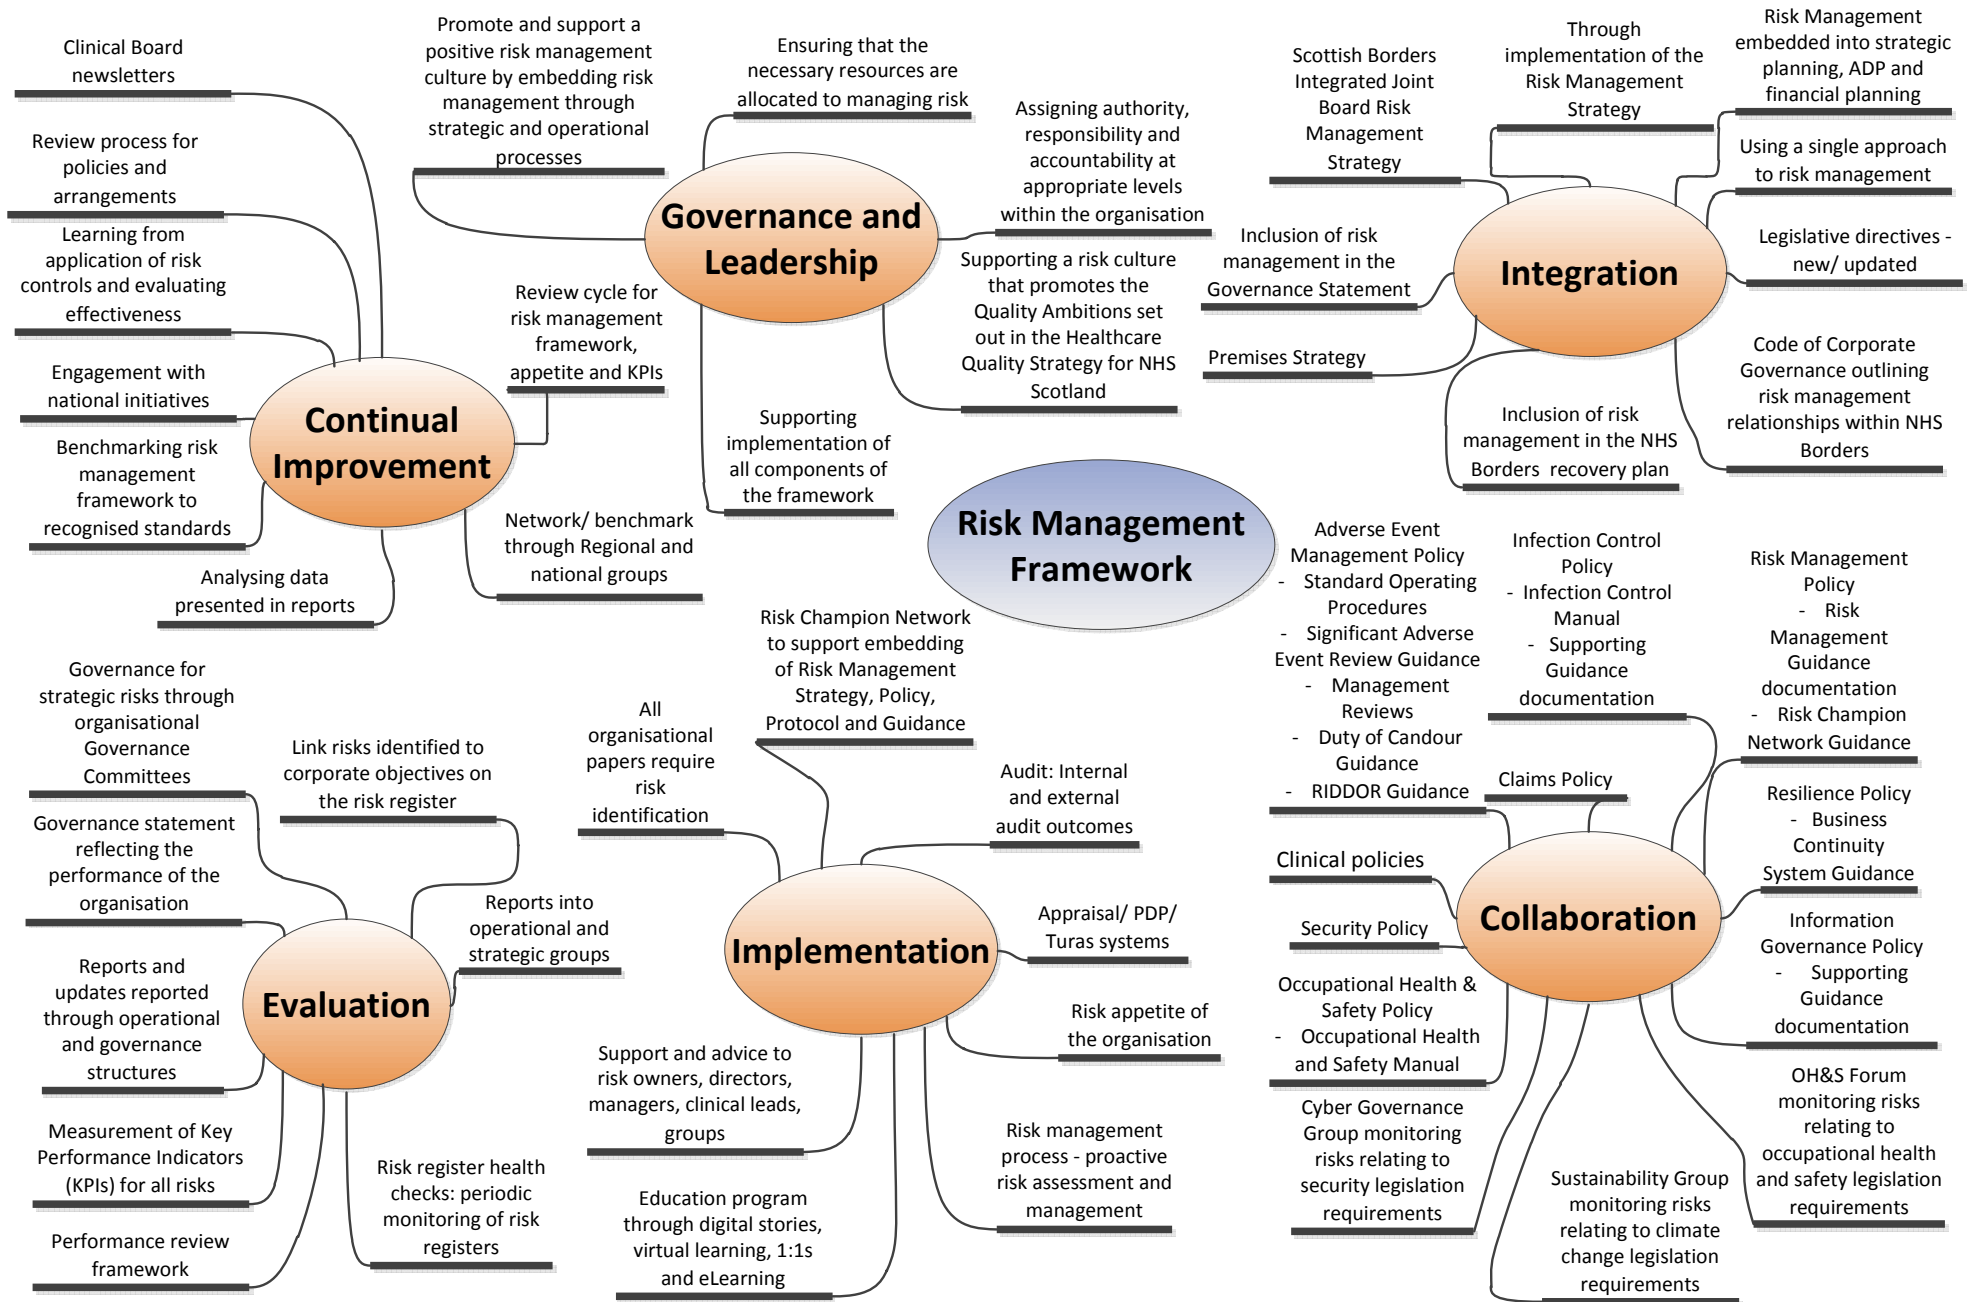 Clinical Board
newsletters
Review process for
policies and
arrangements
Learning from
application of risk
controls and evaluating
effectiveness
Engagement with
national initiatives
Benchmarking risk
management
framework to
recognised standards
Analysing data
presented in reports
Continual
Improvement
Review cycle for
risk management
framework,
appetite and KPIs
Network/ benchmark
through Regional and
national groups
Promote and support a
positive risk management
culture by embedding risk
management through
strategic and operational
processes
Ensuring that the
necessary resources are
allocated to managing risk
Assigning authority,
responsibility and
accountability at
appropriate levels
within the organisation
Governance and
Leadership
Supporting a risk culture
that promotes the
Quality Ambitions set
out in the Healthcare
Quality Strategy for NHS
Scotland
Supporting
implementation of
all components of
the framework
Scottish Borders
Integrated Joint
Board Risk
Management
Strategy
Through
implementation of the
Risk Management
Strategy
Risk Management
embedded into strategic
planning, ADP and
financial planning
Using a single approach
to risk management
Inclusion of risk
management in the
Governance Statement
Integration
Legislative directives -
new/ updated
Premises Strategy
Inclusion of risk
management in the NHS
Borders  recovery plan
Code of Corporate
Governance outlining
risk management
relationships within NHS
Borders
Risk Management
Framework
Governance for
strategic risks through
organisational
Governance
Committees
Link risks identified to
corporate objectives on
the risk register
Governance statement
reflecting the
performance of the
organisation
Reports into
operational and
strategic groups
Evaluation
Reports and
updates reported
through operational
and governance
structures
Measurement of Key
Performance Indicators
(KPIs) for all risks
Performance review
framework
Risk register health
checks: periodic
monitoring of risk
registers
Risk Champion Network
to support embedding
of Risk Management
Strategy, Policy,
Protocol and Guidance
All
organisational
papers require
risk
identification
Audit: Internal
and external
audit outcomes
Implementation
Appraisal/ PDP/
Turas systems
Risk appetite of
the organisation
Support and advice to
risk owners, directors,
managers, clinical leads,
groups
Risk management
process - proactive
risk assessment and
management
Education program
through digital stories,
virtual learning, 1:1s
and eLearning
Adverse Event
Management Policy
- Standard Operating
Procedures
- Significant Adverse
Event Review Guidance
- Management
Reviews
- Duty of Candour
Guidance
- RIDDOR Guidance
Infection Control
Policy
- Infection Control
Manual
- Supporting
Guidance
documentation
Risk Management
Policy
- Risk
Management
Guidance
documentation
- Risk Champion
Network Guidance
Claims Policy
Resilience Policy
- Business
Continuity
System Guidance
Clinical policies
Security Policy
Collaboration
Information
Governance Policy
- Supporting
Guidance
documentation
Occupational Health &
Safety Policy
- Occupational Health
and Safety Manual
Cyber Governance
Group monitoring
risks relating to
security legislation
requirements
Sustainability Group
monitoring risks
relating to climate
change legislation
requirements
OH&S Forum
monitoring risks
relating to
occupational health
and safety legislation
requirements